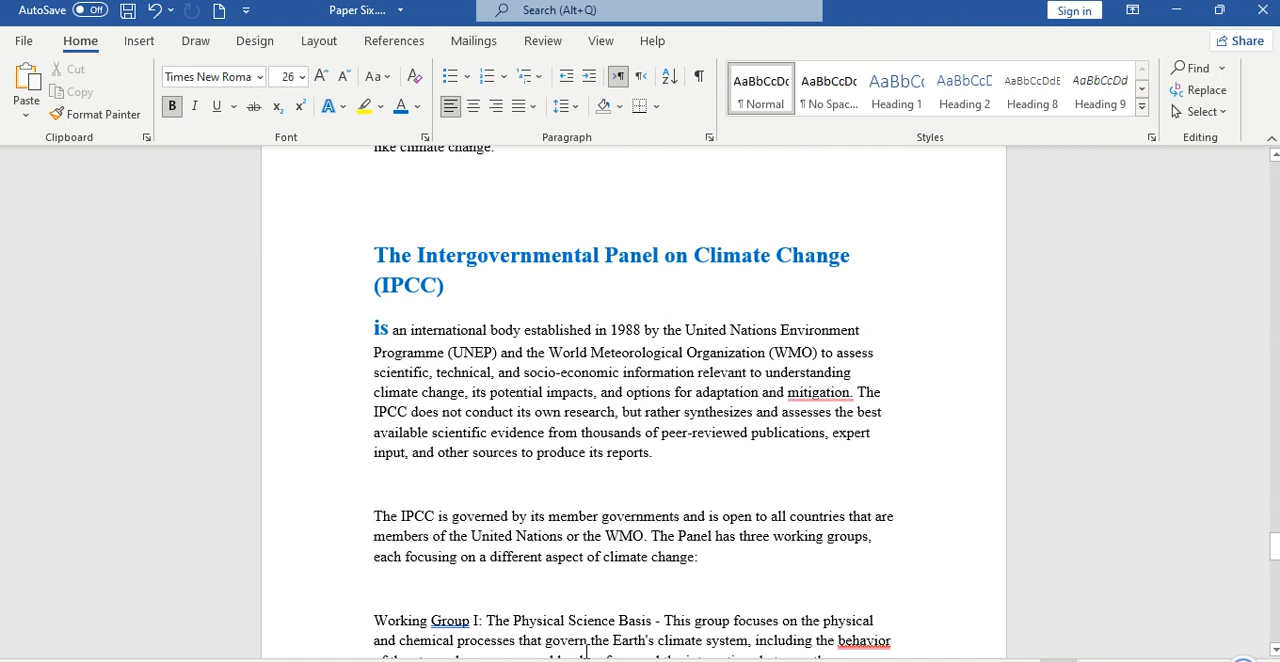 AutoSave Off Paper Six.... Search (Alt+Q) Sign in
File Home Insert Draw Design Layout References Mailings Review View Help Share
Paste Cut Copy Format Painter
Times New Roma 26 A A Aa A
B I U ab x₂ x² A A
AaBbCcDc AaBbCcDc AaBbCc AaBbCcD AaBbCcDdE AaBbCcDd
¶ Normal ¶ No Spac... Heading 1 Heading 2 Heading 8 Heading 9
Find Replace Select
Clipboard Font Paragraph Styles Editing
like climate change.
The Intergovernmental Panel on Climate Change
(IPCC)
is an international body established in 1988 by the United Nations Environment
Programme (UNEP) and the World Meteorological Organization (WMO) to assess
scientific, technical, and socio-economic information relevant to understanding
climate change, its potential impacts, and options for adaptation and mitigation. The
IPCC does not conduct its own research, but rather synthesizes and assesses the best
available scientific evidence from thousands of peer-reviewed publications, expert
input, and other sources to produce its reports.
The IPCC is governed by its member governments and is open to all countries that are
members of the United Nations or the WMO. The Panel has three working groups,
each focusing on a different aspect of climate change:
Working Group I: The Physical Science Basis - This group focuses on the physical
and chemical processes that govern the Earth's climate system, including the behavior